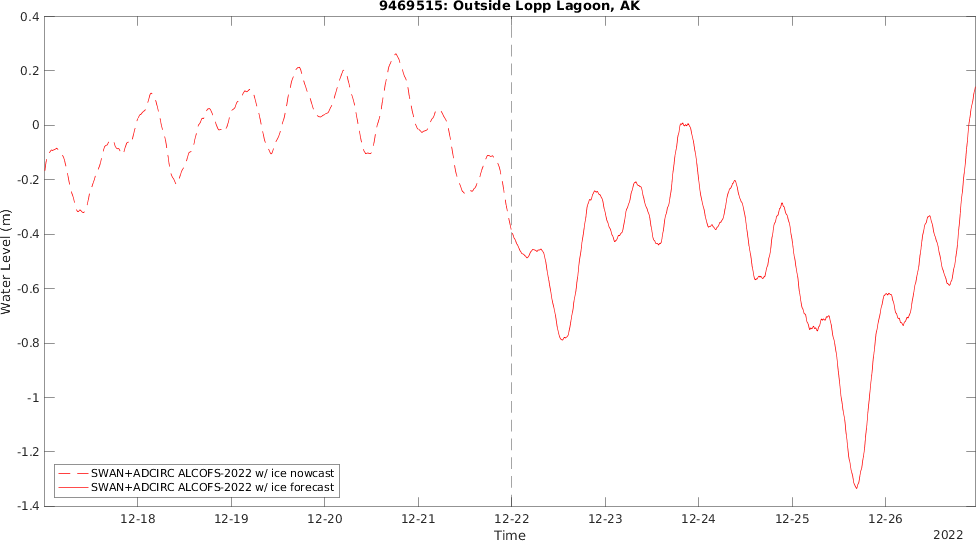 9469515: Outside Lopp Lagoon, AK
0.4
0.2
0
-0.2
-0.4
-0.6
-0.8
-1
-1.2
-1.4
Water Level (m)
SWAN+ADCIRC ALCOFS-2022 w/ ice nowcast
SWAN+ADCIRC ALCOFS-2022 w/ ice forecast
12-18 12-19 12-20 12-21 12-22 12-23 12-24 12-25 12-26
Time
2022